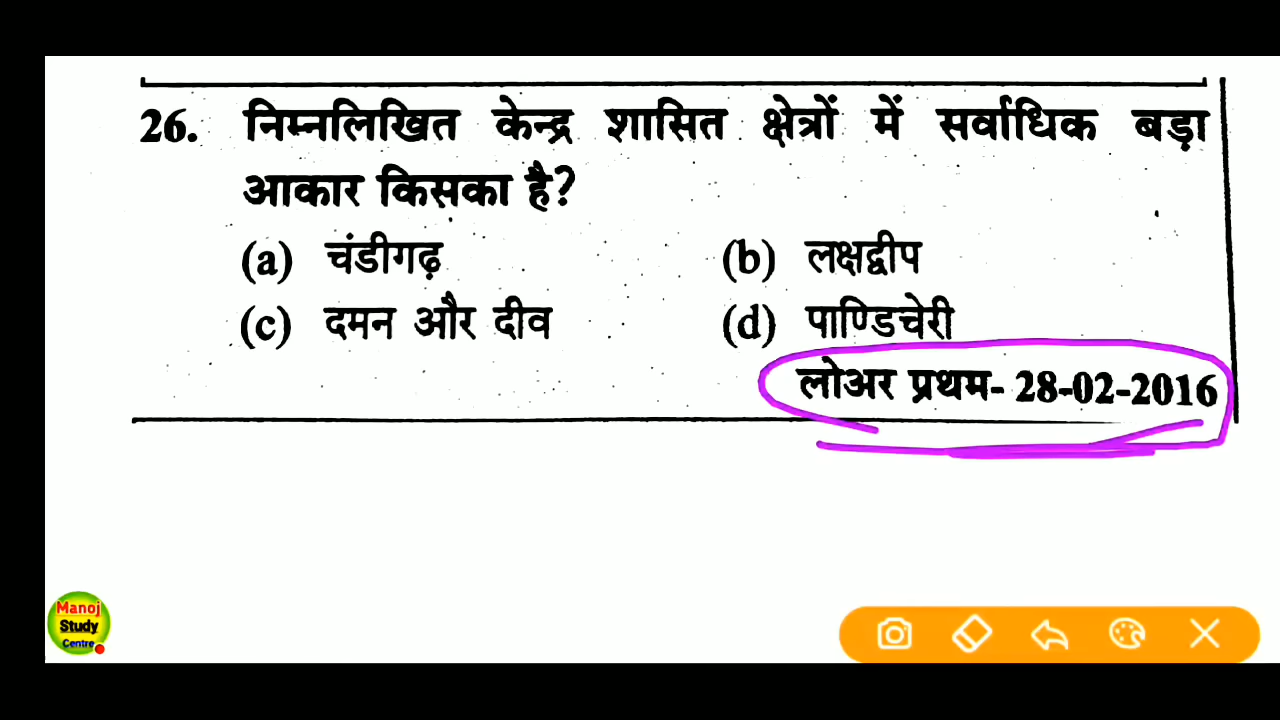 26. निम्नलिखित केन्द्र शासित क्षेत्रों में सर्वाधिक बड़ा
आकार किसका है?
(a) चंडीगढ़ (b) लक्षद्वीप
(c) दमन और दीव (d) पाण्डिचेरी
लोअर प्रथम- 28-02-2016
Manoj
Study
Centre